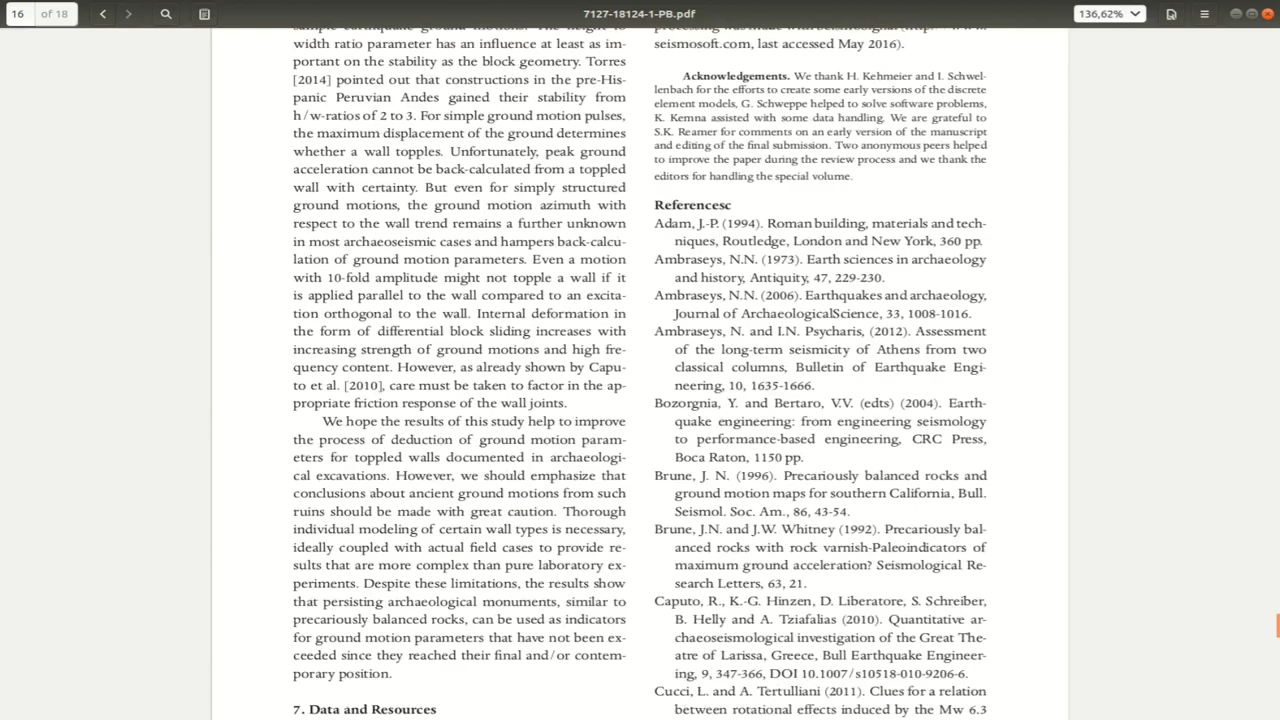 16
of 18
7127-18124-1-PB.pdf
136,62%
width ratio parameter has an influence at least as im-
portant on the stability as the block geometry. Torres
[2014] pointed out that constructions in the pre-His-
panic Peruvian Andes gained their stability from
h/w-ratios of 2 to 3. For simple ground motion pulses,
the maximum displacement of the ground determines
whether a wall topples. Unfortunately, peak ground
acceleration cannot be back-calculated from a toppled
wall with certainty. But even for simply structured
ground motions, the ground motion azimuth with
respect to the wall trend remains a further unknown
in most archaeoseismic cases and hampers back-calcu-
lation of ground motion parameters. Even a motion
with 10-fold amplitude might not topple a wall if it
is applied parallel to the wall compared to an excita-
tion orthogonal to the wall. Internal deformation in
the form of differential block sliding increases with
increasing strength of ground motions and high fre-
quency content. However, as already shown by Capu-
to et al. [2010], care must be taken to factor in the ap-
propriate friction response of the wall joints.
We hope the results of this study help to improve
the process of deduction of ground motion param-
eters for toppled walls documented in archaeologi-
cal excavations. However, we should emphasize that
conclusions about ancient ground motions from such
ruins should be made with great caution. Thorough
individual modeling of certain wall types is necessary,
ideally coupled with actual field cases to provide re-
sults that are more complex than pure laboratory ex-
periments. Despite these limitations, the results show
that persisting archaeological monuments, similar to
precariously balanced rocks, can be used as indicators
for ground motion parameters that have not been ex-
ceeded since they reached their final and/or contem-
porary position.
7. Data and Resources
seismosoft.com, last accessed May 2016).
Acknowledgements. We thank H. Kehmeier and I. Schwel-
lenbach for the efforts to create some early versions of the discrete
element models, G. Schweppe helped to solve software problems,
K. Kemna assisted with some data handling. We are grateful to
S.K. Reamer for comments on an early version of the manuscript
and editing of the final submission. Two anonymous peers helped
to improve the paper during the review process and we thank the
editors for handling the special volume.
Referencesc
Adam, J.-P. (1994). Roman building, materials and tech-
niques, Routledge, London and New York, 360 pp.
Ambraseys, N.N. (1973). Earth sciences in archaeology
and history, Antiquity, 47, 229-230.
Ambraseys, N.N. (2006). Earthquakes and archaeology,
Journal of ArchaeologicalScience, 33, 1008-1016.
Ambraseys, N. and I.N. Psycharis, (2012). Assessment
of the long-term seismicity of Athens from two
classical columns, Bulletin of Earthquake Engi-
neering, 10, 1635-1666.
Bozorgnia, Y. and Bertaro, V.V. (edts) (2004). Earth-
quake engineering: from engineering seismology
to performance-based engineering, CRC Press,
Boca Raton, 1150 pp.
Brune, J. N. (1996). Precariously balanced rocks and
ground motion maps for southern California, Bull.
Seismol. Soc. Am., 86, 43-54.
Brune, J.N. and J.W. Whitney (1992). Precariously bal-
anced rocks with rock varnish-Paleoindicators of
maximum ground acceleration? Seismological Re-
search Letters, 63, 21.
Caputo, R., K.-G. Hinzen, D. Liberatore, S. Schreiber,
B. Helly and A. Tziafalias (2010). Quantitative ar-
chaeoseismological investigation of the Great The-
atre of Larissa, Greece, Bull Earthquake Engineer-
ing, 9, 347-366, DOI 10.1007/s10518-010-9206-6.
Cucci, L. and A. Tertulliani (2011). Clues for a relation
between rotational effects induced by the Mw 6.3